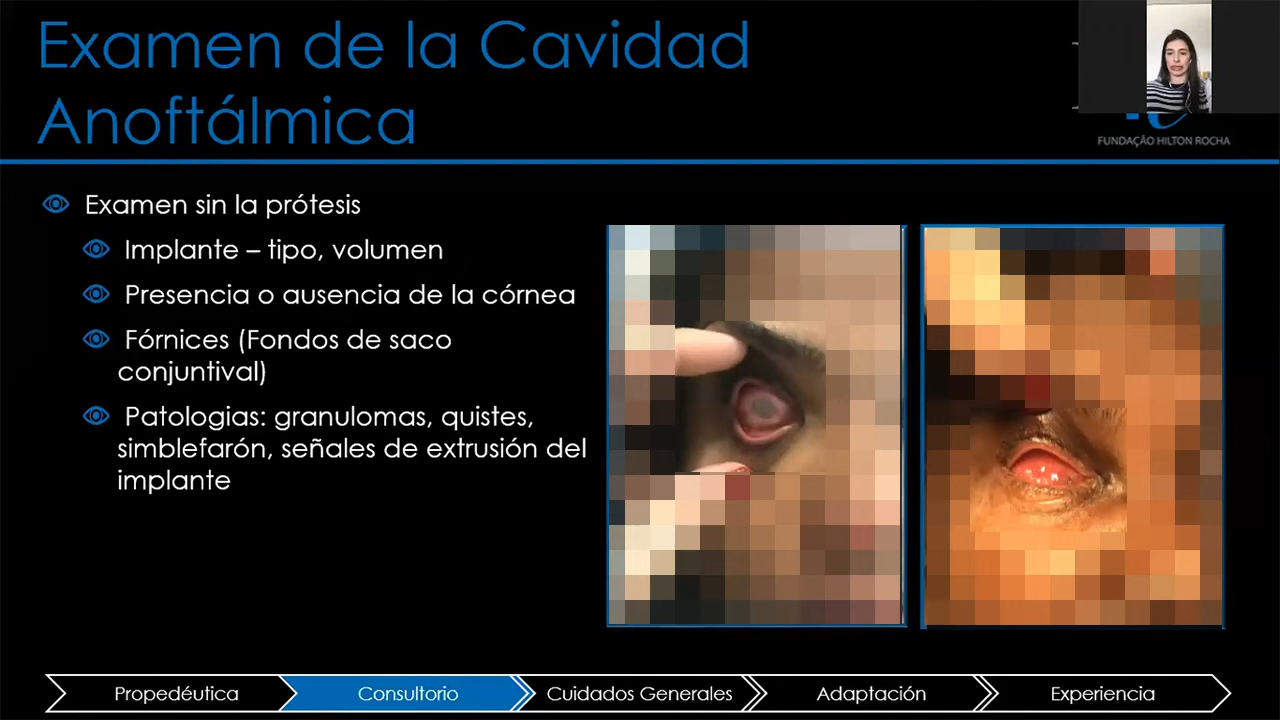 Examen de la Cavidad
Anoftálmica
FUNDAÇÃO HILTON ROCHA
Examen sin la prótesis
Implante – tipo, volumen
Presencia o ausencia de la córnea
Fórnices (Fondos de saco
conjuntival)
Patologias: granulomas, quistes,
simblefarón, señales de extrusión del
implante
Propedéutica
Consultorio
Cuidados Generales
Adaptación
Experiencia